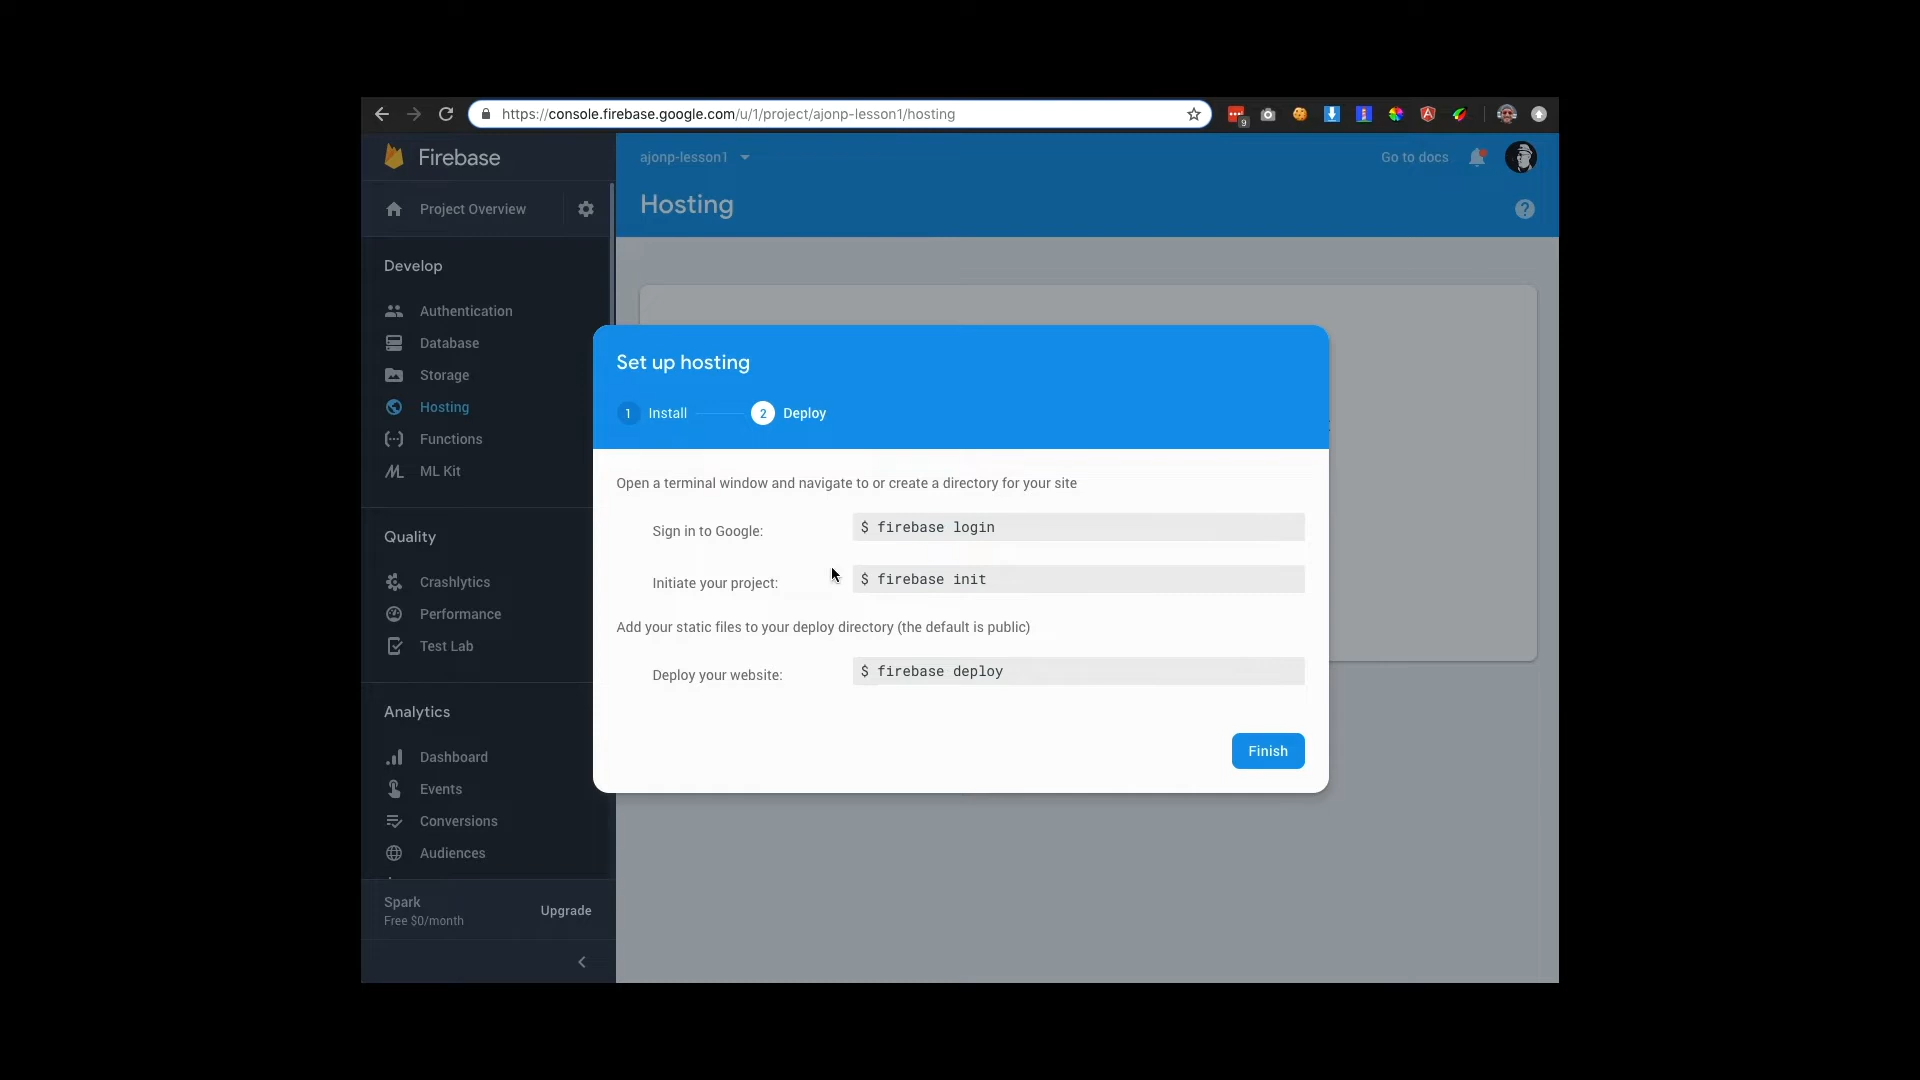 https://console.firebase.google.com/u/1/project/ajonp-lesson1/hosting
9
Firebase
ajonp-lesson1
Go to docs
Project Overview
Hosting
Develop
Authentication
Database
Storage
Hosting
Functions
ML Kit
Quality
Crashlytics
Performance
Test Lab
Analytics
Dashboard
Events
Conversions
Audiences
Spark
Free $0/month
Upgrade
Set up hosting
1 Install
2 Deploy
Open a terminal window and navigate to or create a directory for your site
Sign in to Google: $ firebase login
Initiate your project: $ firebase init
Add your static files to your deploy directory (the default is public)
Deploy your website: $ firebase deploy
Finish